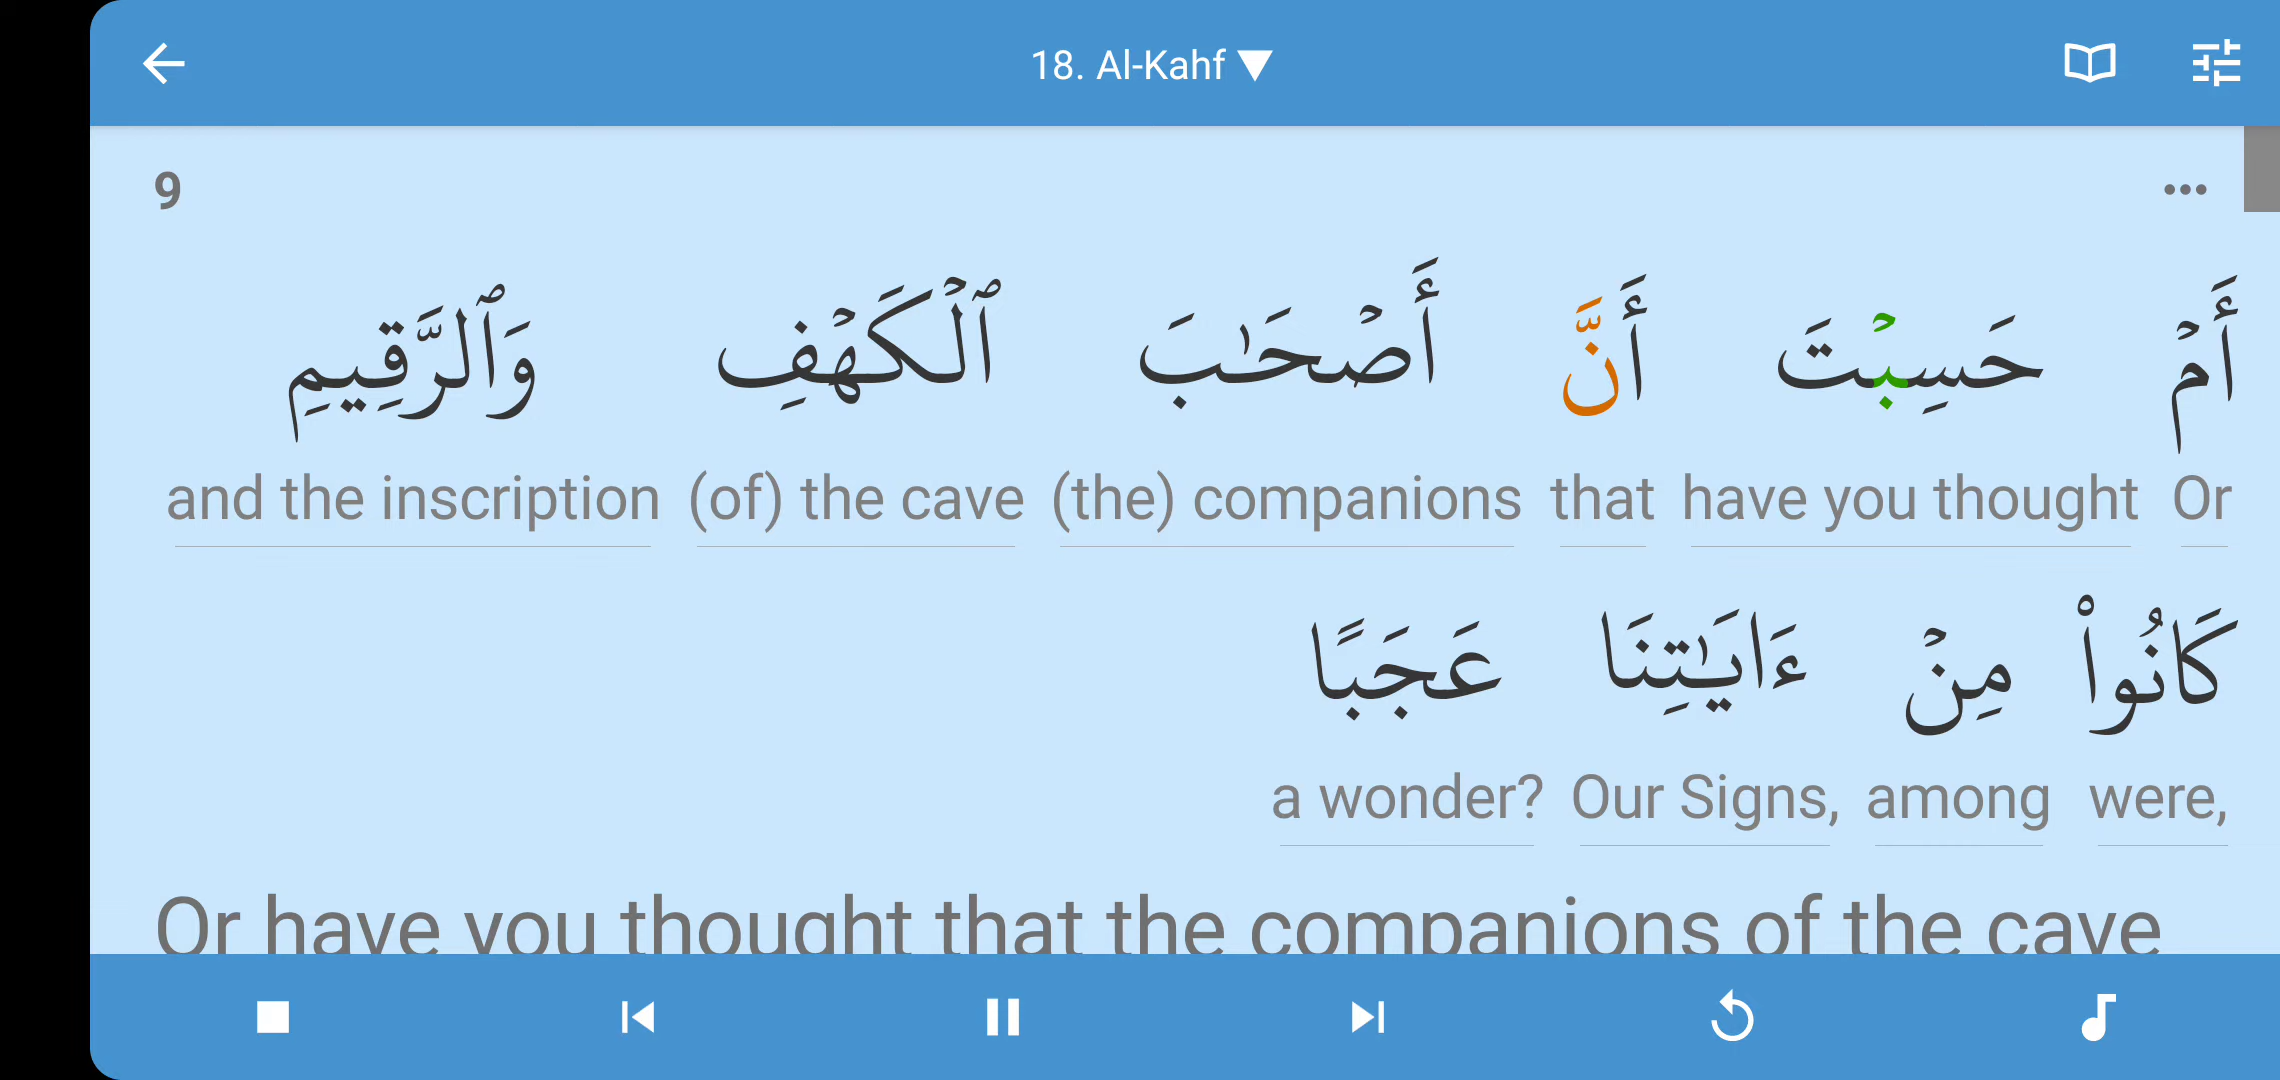 18. Al-Kahf
9
أَمۡ حَسِبۡتَ أَنَّ أَصۡحَٰبَ ٱلۡكَهۡفِ وَٱلرَّقِيمِ
and the inscription (of) the cave (the) companions that have you thought Or
كَانُواْ مِنۡ ءَايَٰتِنَا عَجَبًا
a wonder? Our Signs, among were,
Or have you thought that the companions of the cave